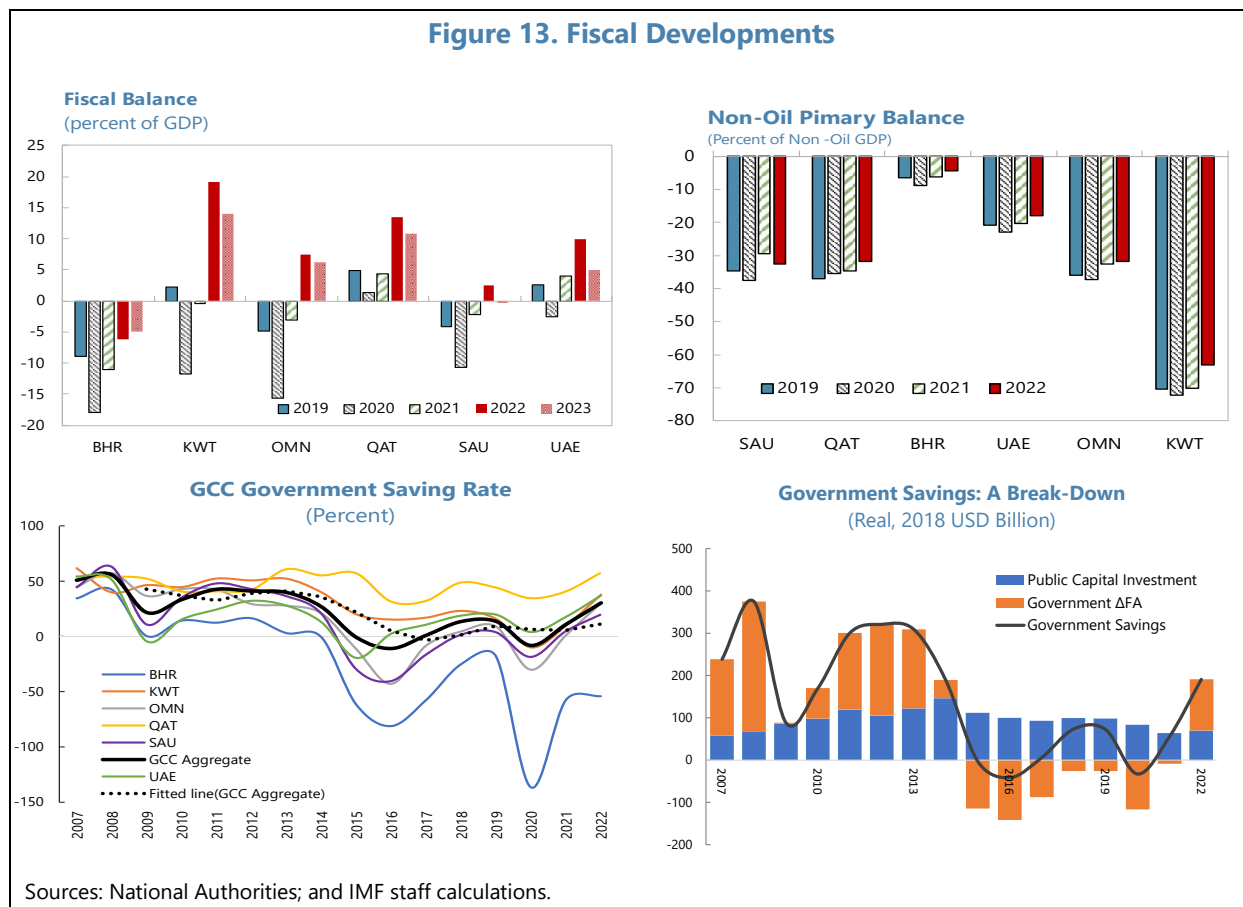 Figure 13. Fiscal Developments
Fiscal Balance
(percent of GDP)
25
20
15
10
5
0
-5
-10
-15
-20
2019 2020 2021 2022 2023
BHR KWT OMN QAT SAU UAE
Non-Oil Pimary Balance
(Percent of Non -Oil GDP)
0
-10
-20
-30
-40
-50
-60
-70
-80
2019 2020 2021 2022
SAU QAT BHR UAE OMN KWT
GCC Government Saving Rate
(Percent)
100
50
0
-50
-100
-150
BHR
KWT
OMN
QAT
SAU
GCC Aggregate
UAE
Fitted line(GCC Aggregate)
2007 2008 2009 2010 2011 2012 2013 2014 2015 2016 2017 2018 2019 2020 2021 2022
Government Savings: A Break-Down
(Real, 2018 USD Billion)
500
400
300
200
100
0
-100
-200
Public Capital Investment
Government ΔFA
Government Savings
2007 2010 2013 2016 2019 2022
Sources: National Authorities; and IMF staff calculations.